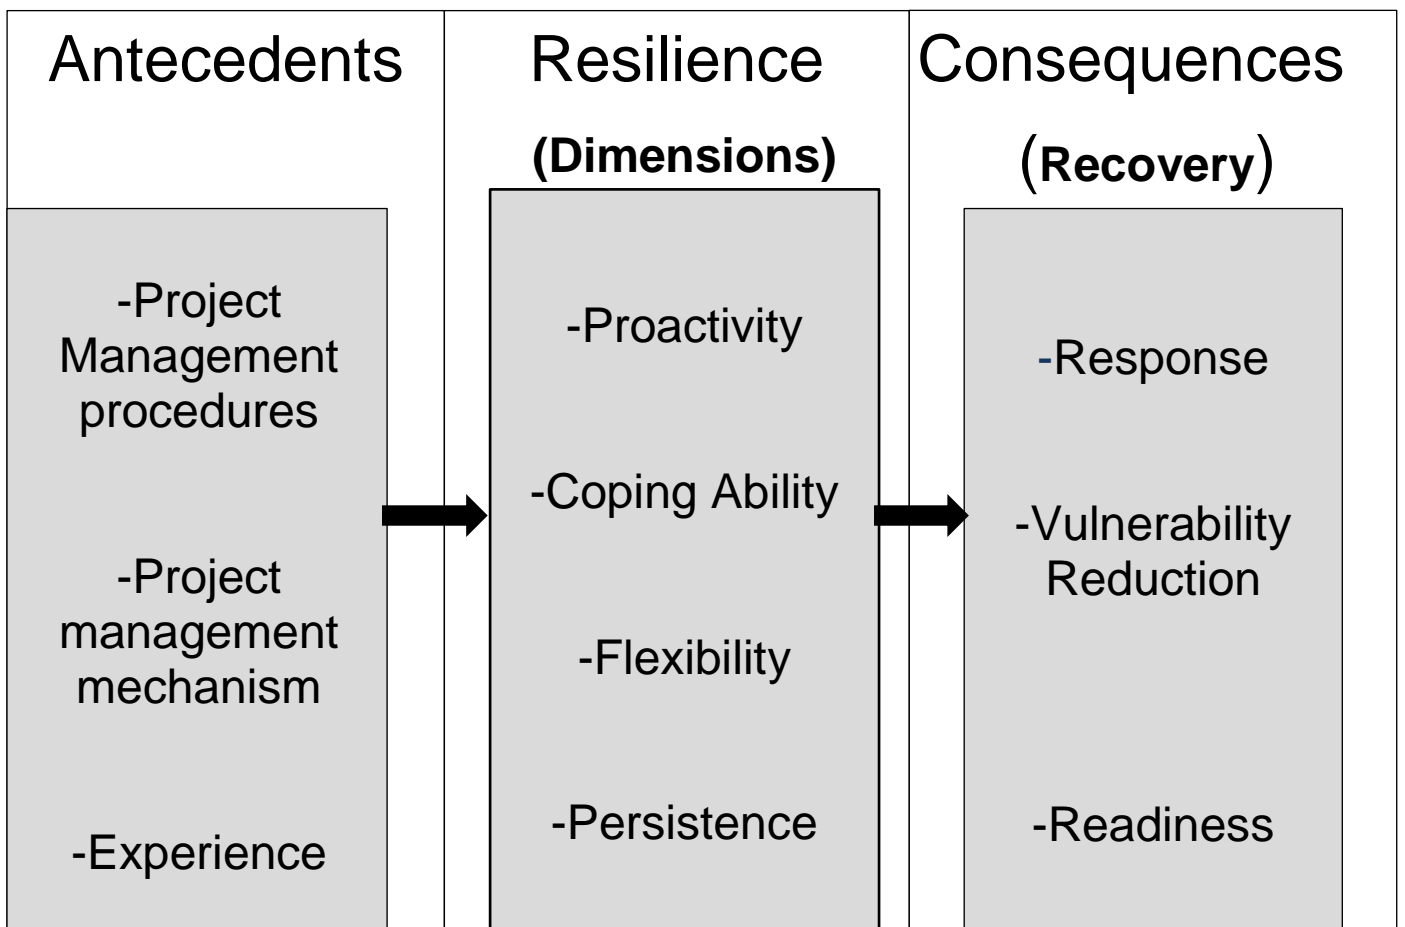 Antecedents
-Project
Management
procedures
-Project
management
mechanism
-Experience
Resilience
(Dimensions)
-Proactivity
-Coping Ability
-Flexibility
-Persistence
Consequences
(Recovery)
-Response
-Vulnerability
Reduction
-Readiness